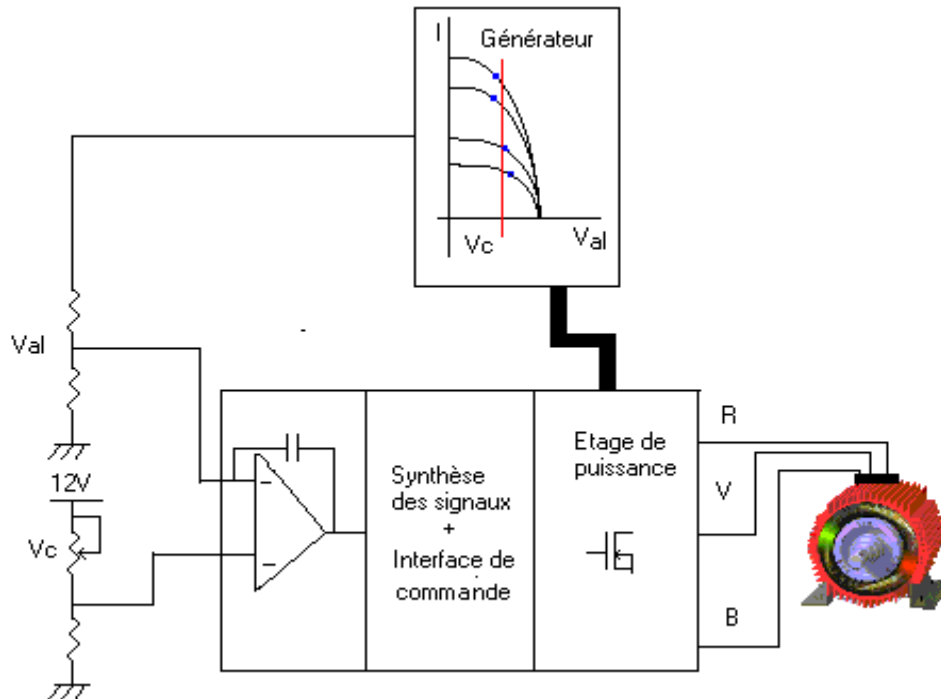 I
Générateur
Vc
Val
Val
12V
Vc
Synthèse
des signaux
+
Interface de
commande
Etage de
puissance
R
V
B